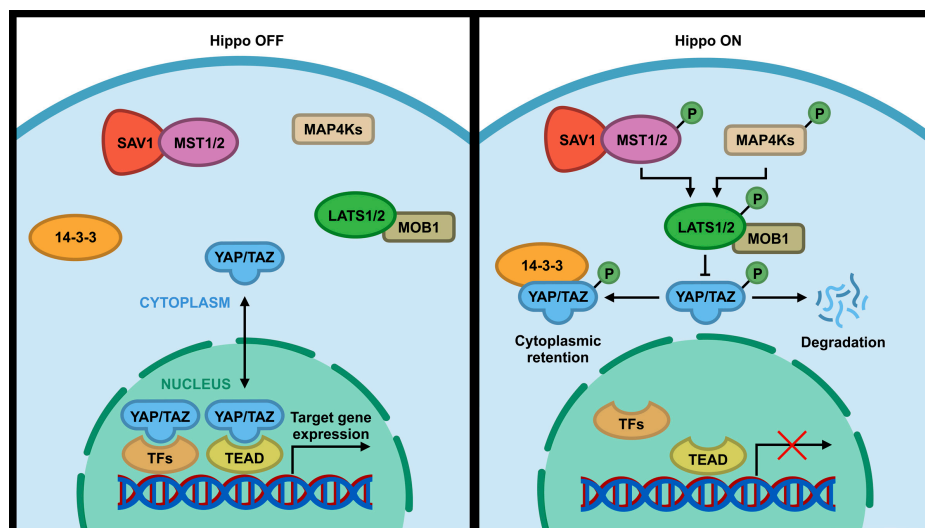 Hippo OFF
SAV1
MST1/2
MAP4Ks
14-3-3
LATS1/2
MOB1
YAP/TAZ
CYTOPLASM
NUCLEUS
YAP/TAZ
YAP/TAZ
Target gene
expression
TFs
TEAD
Hippo ON
P
P
SAV1
MST1/2
MAP4Ks
P
LATS1/2
MOB1
14-3-3
P
P
YAP/TAZ
YAP/TAZ
Cytoplasmic
retention
Degradation
TFs
TEAD